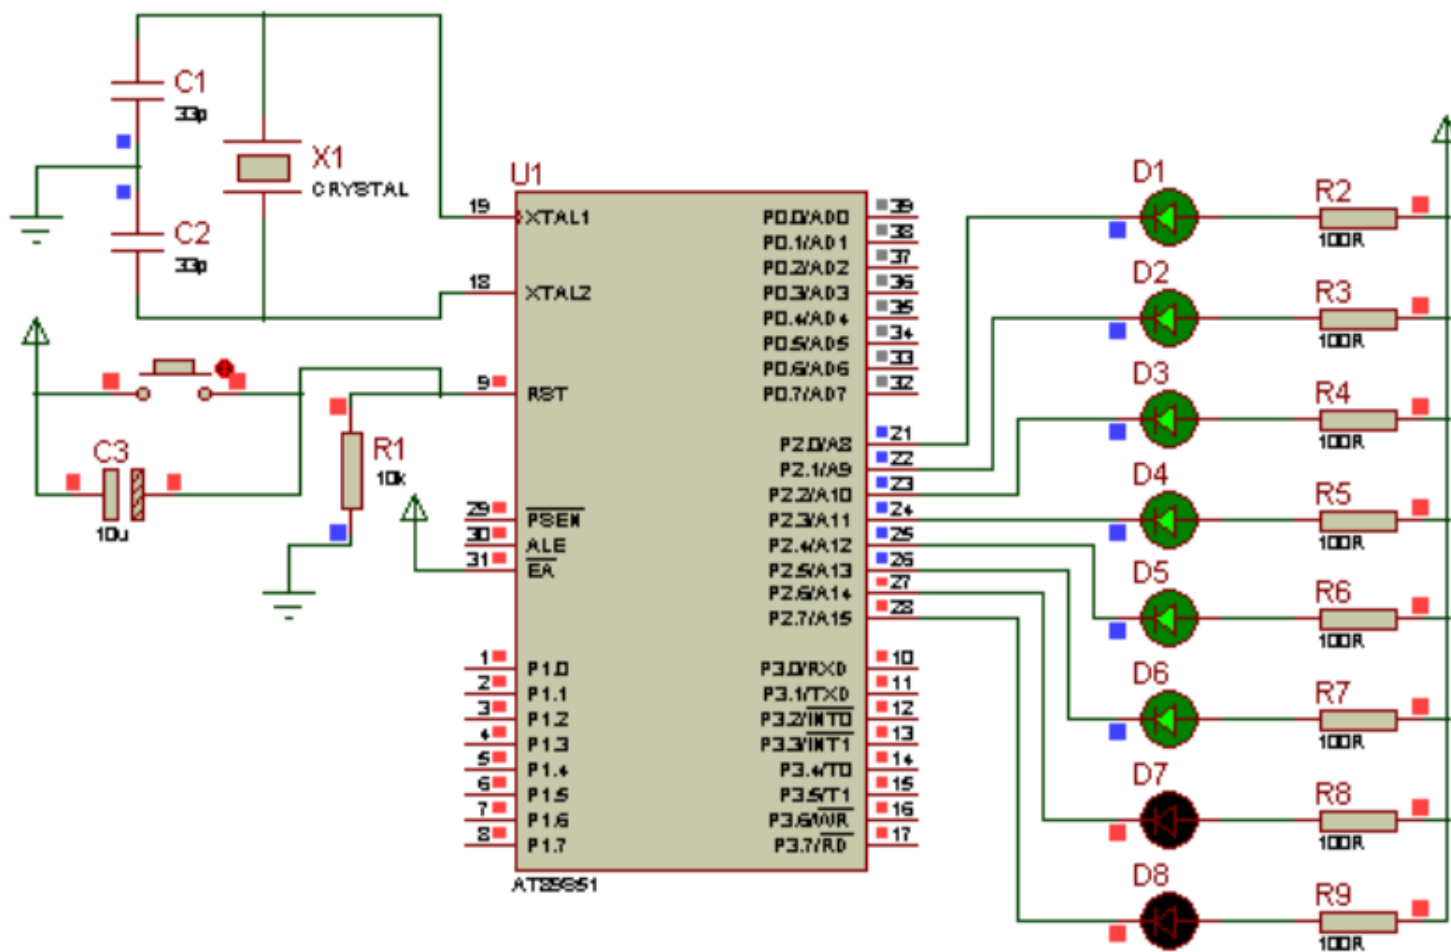 C1
33p
X1
CRYSTAL
C2
33p
U1
19 XTAL1
18 XTAL2
9 RST
29 PSEN
30 ALE
31 EA
1 P1.0
2 P1.1
3 P1.2
4 P1.3
5 P1.4
6 P1.5
7 P1.6
8 P1.7
P0.0/AD0 39
P0.1/AD1 38
P0.2/AD2 37
P0.3/AD3 36
P0.4/AD4 35
P0.5/AD5 34
P0.6/AD6 33
P0.7/AD7 32
P2.0/A8 21
P2.1/A9 22
P2.2/A10 23
P2.3/A11 24
P2.4/A12 25
P2.5/A13 26
P2.6/A14 27
P2.7/A15 28
P3.0/RXD 10
P3.1/TXD 11
P3.2/INT0 12
P3.3/INT1 13
P3.4/T0 14
P3.5/T1 15
P3.6/WR 16
P3.7/RD 17
AT89S51
C3
10u
R1
10k
D1
R2
100R
D2
R3
100R
D3
R4
100R
D4
R5
100R
D5
R6
100R
D6
R7
100R
D7
R8
100R
D8
R9
100R